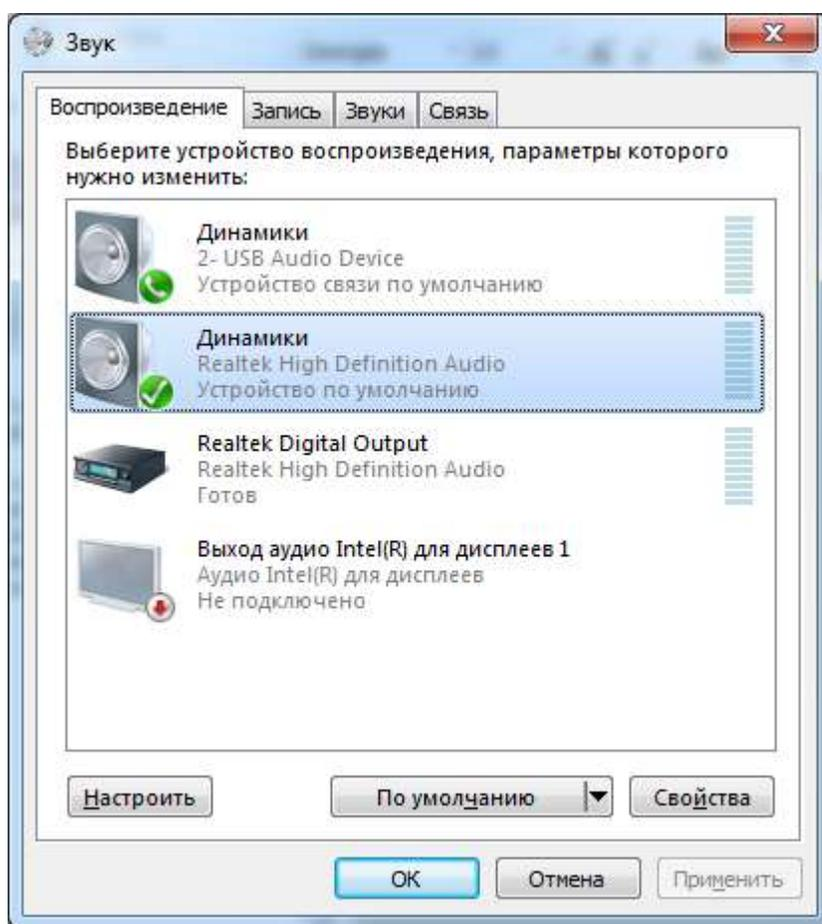 Звук
Воспроизведение Запись Звуки Связь
Выберите устройство воспроизведения, параметры которого
нужно изменить:
Динамики
2- USB Audio Device
Устройство связи по умолчанию
Динамики
Realtek High Definition Audio
Устройство по умолчанию
Realtek Digital Output
Realtek High Definition Audio
Готов
Выход аудио Intel(R) для дисплеев 1
Аудио Intel(R) для дисплеев
Не подключено
Настроить По умолчанию Свойства
ОК Отмена Применить